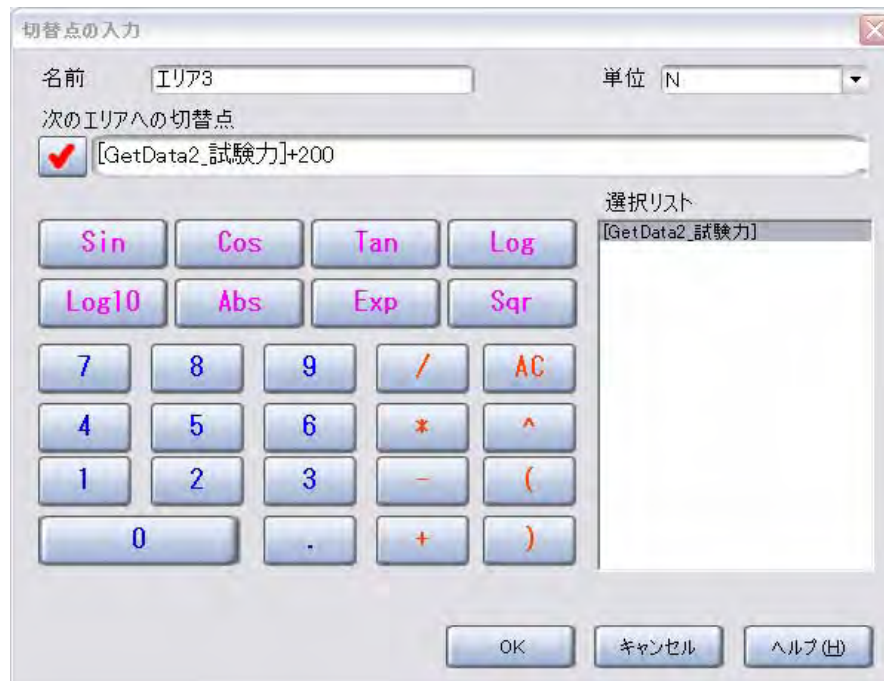 切替点の入力
名前 エリア3 単位 N
次のエリアへの切替点
[GetData2_試験力]+200
選択リスト
[GetData2_試験力]
Sin Cos Tan Log
Log10 Abs Exp Sqr
7 8 9 / AC
4 5 6 * ^
1 2 3 - (
0 . + )
OK キャンセル ヘルプ(H)